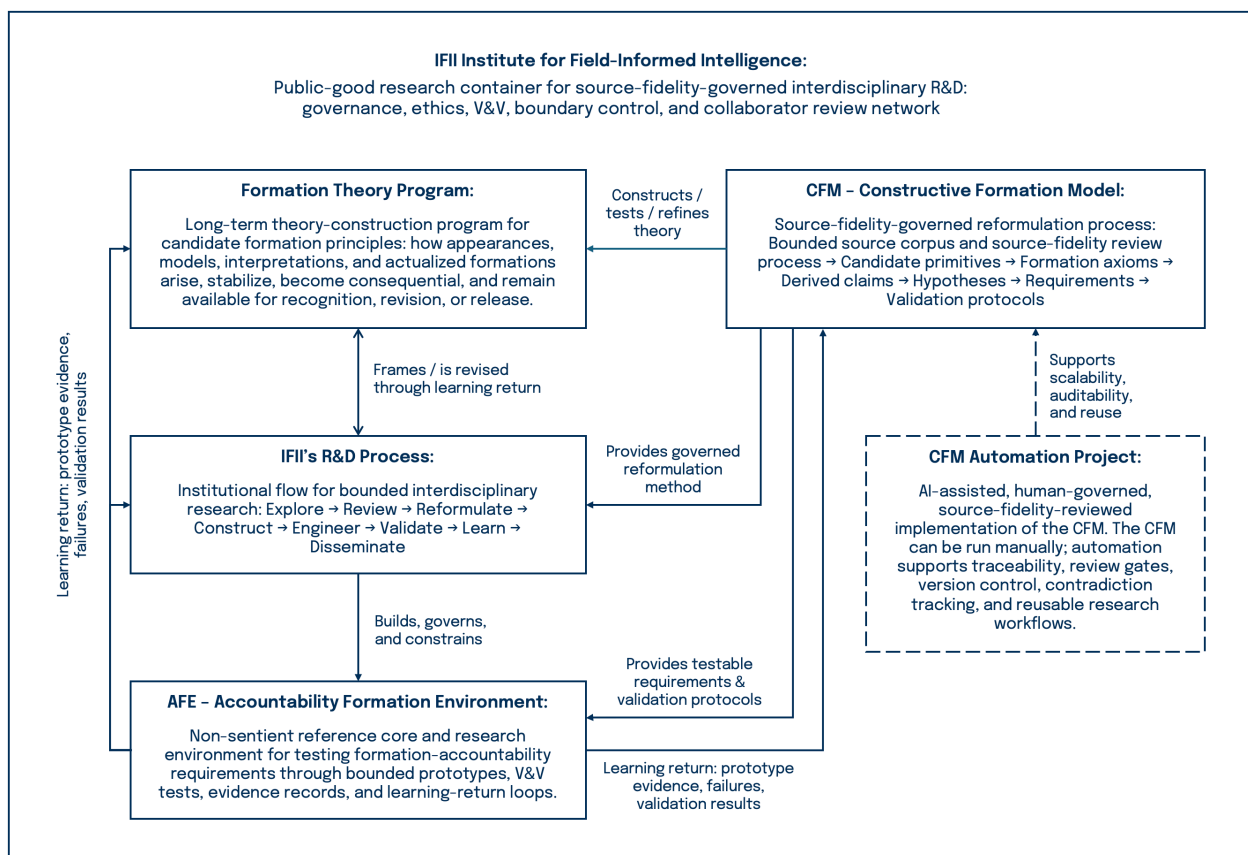 IFII Institute for Field-Informed Intelligence:
Public-good research container for source-fidelity-governed interdisciplinary R&D:
governance, ethics, V&V, boundary control, and collaborator review network
Formation Theory Program:
Long-term theory-construction program for
candidate formation principles: how appearances,
models, interpretations, and actualized formations
arise, stabilize, become consequential, and remain
available for recognition, revision, or release.
Constructs /
tests / refines
theory
CFM – Constructive Formation Model:
Source-fidelity-governed reformulation process:
Bounded source corpus and source-fidelity review
process → Candidate primitives → Formation axioms →
Derived claims → Hypotheses → Requirements →
Validation protocols
Learning return: prototype evidence,
failures, validation results
Frames / is revised
through learning return
Supports
scalability,
auditability,
and reuse
IFII's R&D Process:
Institutional flow for bounded interdisciplinary
research: Explore → Review → Reformulate →
Construct → Engineer → Validate → Learn →
Disseminate
Provides governed
reformulation
method
CFM Automation Project:
AI-assisted, human-governed,
source-fidelity-reviewed
implementation of the CFM. The CFM
can be run manually; automation
supports traceability, review gates,
version control, contradiction
tracking, and reusable research
workflows.
Builds, governs,
and constrains
Provides testable
requirements &
validation protocols
AFE – Accountability Formation Environment:
Non-sentient reference core and research
environment for testing formation-accountability
requirements through bounded prototypes, V&V
tests, evidence records, and learning-return loops.
Learning return: prototype
evidence, failures,
validation results